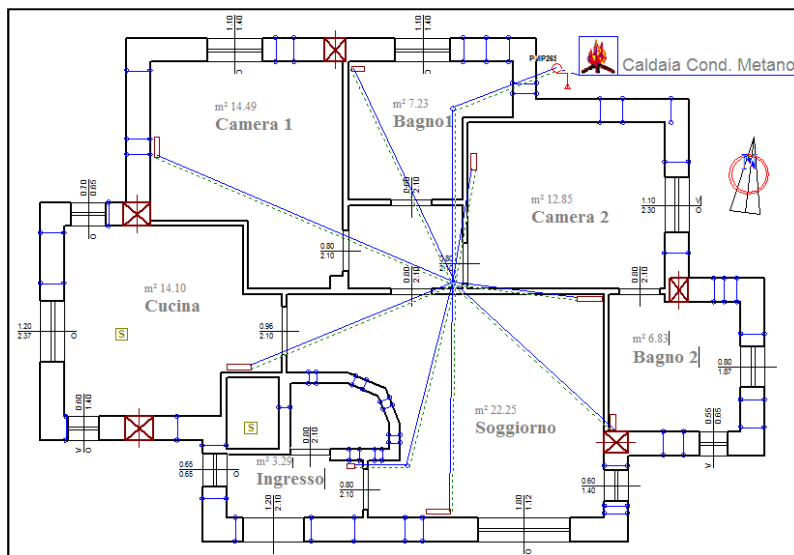 1.10
1.40
O
1.10
1.40
O
PMP26
Caldaia Cond. Metano
m² 14.49
Camera 1
m² 7.23
Bagno1
m² 12.85
Camera 2
1.10
2.30
A
O
0.70
0.65
O
2.10
0.80
2.10
0.80
2.10
0.80
2.10
m² 14.10
Cucina
1.20
2.37
O
S
0.96
2.10
m² 6.83
Bagno 2
0.80
1.87
O
0.60
1.40
A
O
S
m² 22.25
Soggiorno
0.80
2.10
0.55
0.65
A
m² 3.29
Ingresso
0.65
0.65
O
0.80
2.10
0.60
1.40
O
1.20
2.10
O
1.80
1.12
O